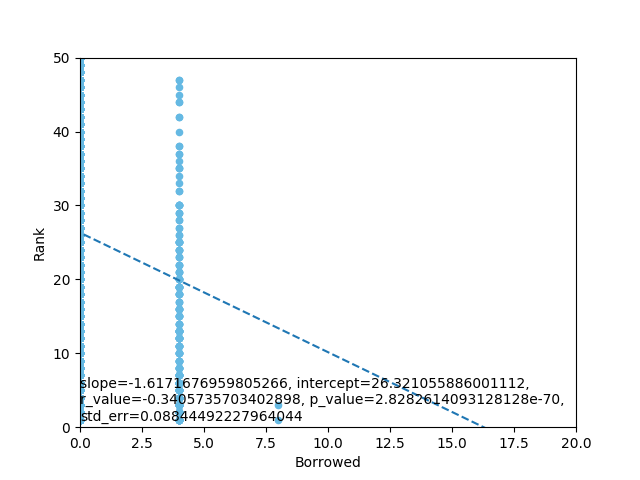 50
40
30
20
10
0
Rank
slope=-1.6171676959805266, intercept=26.321055886001112,
r_value=-0.3405735703402898, p_value=2.8282614093128128e-70,
std_err=0.08844492227964044
0.0 2.5 5.0 7.5 10.0 12.5 15.0 17.5 20.0
Borrowed